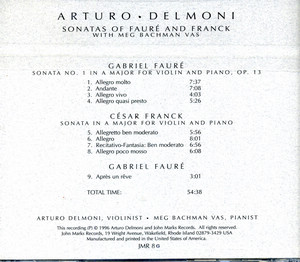 ARTURO • DELMONI
SONATAS OF FAURÉ AND FRANCK
WITH MEG BACHMAN VAS
GABRIEL FAURÉ
SONATA NO. 1 IN A MAJOR FOR VIOLIN AND PIANO, OP. 13
1. Allegro molto 7:37
2. Andante 7:08
3. Allegro vivo 4:03
4. Allegro quasi presto 5:26
CÉSAR FRANCK
SONATA IN A MAJOR FOR VIOLIN AND PIANO
5. Allegretto ben moderato 5:56
6. Allegro 8:01
7. Recitativo-Fantasia: Ben moderato 6:56
8. Allegro poco mosso 6:08
GABRIEL FAURÉ
9. Après un rêve 3:01
TOTAL TIME: 54:38
ARTURO DELMONI, VIOLINIST • MEG BACHMAN VAS, PIANIST
This recording (P) © 1996 Arturo Delmoni and John Marks Records. All rights reserved.
John Marks Records, 19 Wright Avenue, Wakefield, Rhode Island 02879-3429 USA
Manufactured and printed in the United States of America.
JMR 8 G